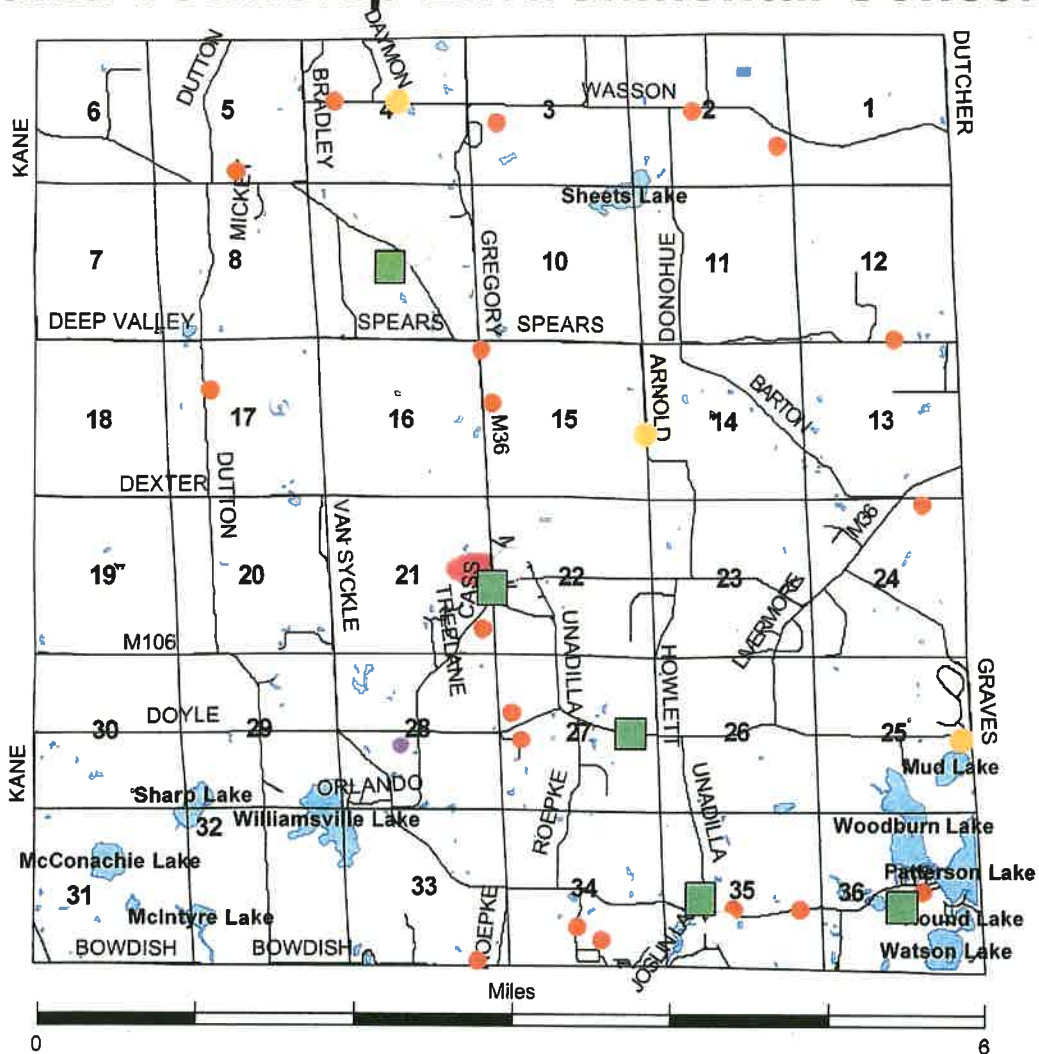 DUTTON
DAYMON
BRADLEY
WASSON
DUTCHER
KANE
6
5
4
3
2
1
MICKE
Sheets Lake
7
8
10
11
12
GREGORY
DONOHUE
DEEP VALLEY
SPEARS
SPEARS
ARNOLD
BARTON
18
17
16
15
14
13
M36
DEXTER
DUTTON
VAN SYCKLE
M36
19
20
21
22
23
24
CASS
TREEDANE
UNADILLA
LIVERMORE
HOWLETT
M106
GRAVES
DOYLE
30
29
28
27
26
25
KANE
Mud Lake
ORLANDO
Sharp Lake
Williamsville Lake
32
ROEPKE
UNADILLA
Woodburn Lake
McConachie Lake
Patterson Lake
31
33
34
35
36
McIntyre Lake
OEPKE
ound Lake
BOWDISH
BOWDISH
Watson Lake
Miles
0
6